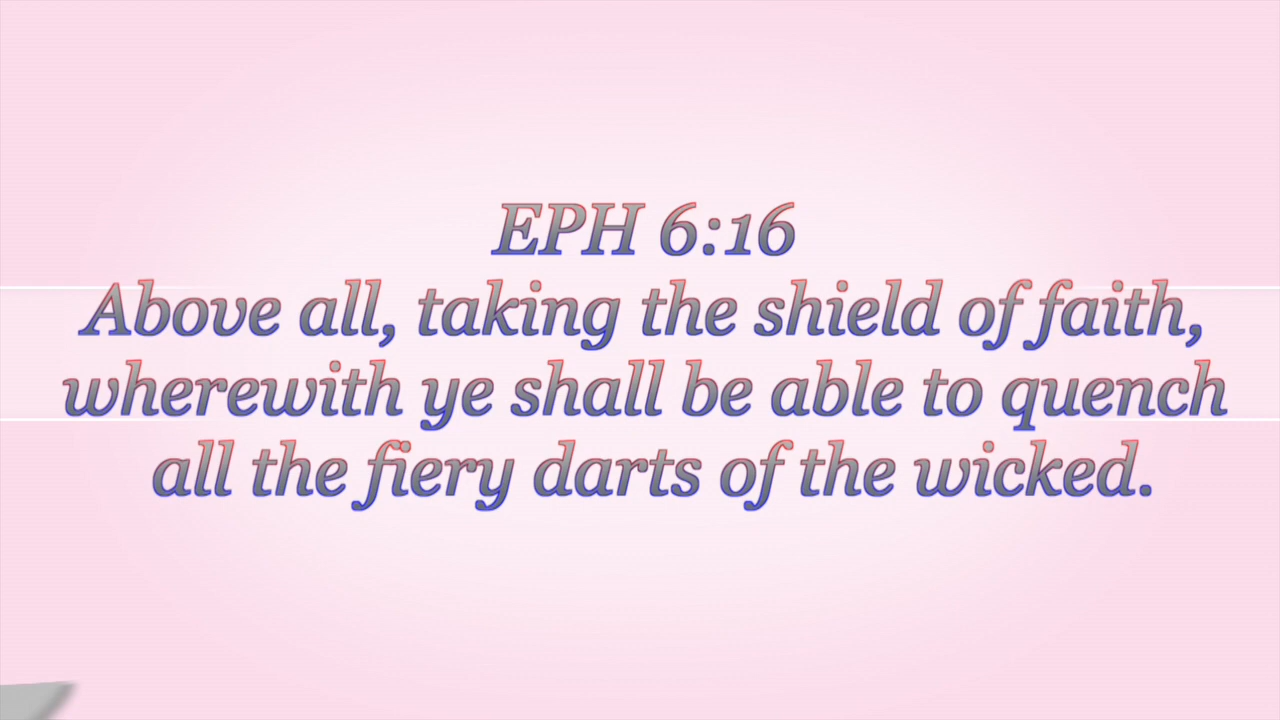 EPH 6:16
Above all, taking the shield of faith,
wherewith ye shall be able to quench
all the fiery darts of the wicked.